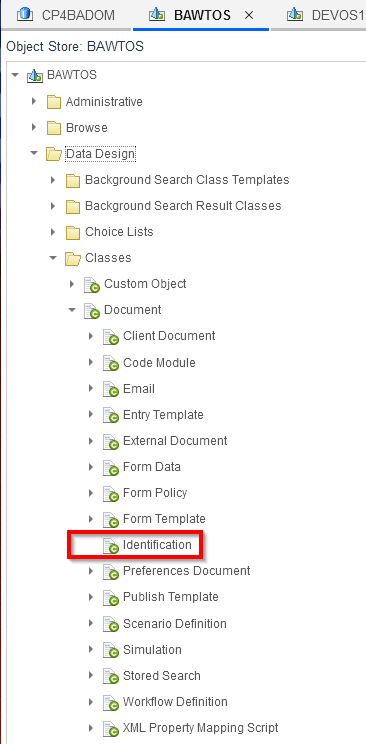 CP4BADOM BAWTOS × DEVOS1
Object Store: BAWTOS
BAWTOS
Administrative
Browse
Data Design
Background Search Class Templates
Background Search Result Classes
Choice Lists
Classes
Custom Object
Document
Client Document
Code Module
Email
Entry Template
External Document
Form Data
Form Policy
Form Template
Identification
Preferences Document
Publish Template
Scenario Definition
Simulation
Stored Search
Workflow Definition
XML Property Mapping Script